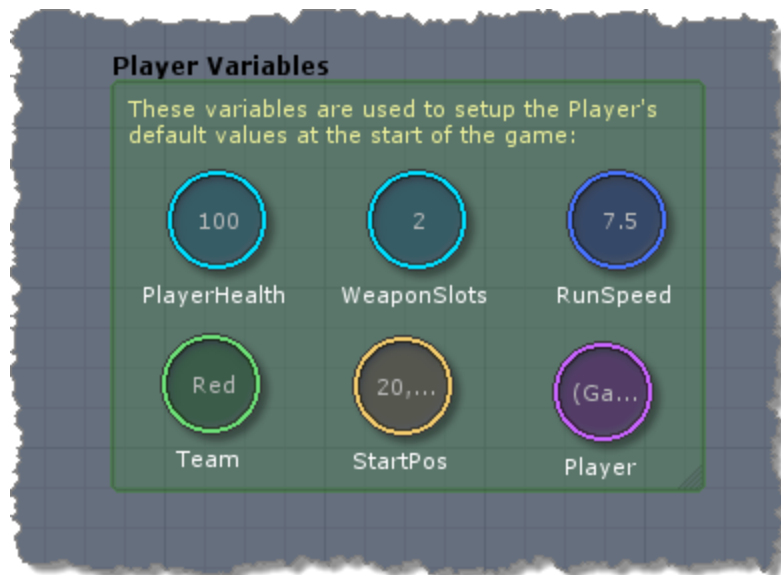 Player Variables
These variables are used to setup the Player's
default values at the start of the game:
100
2
7.5
PlayerHealth
WeaponSlots
RunSpeed
Red
20,...
(Ga...
Team
StartPos
Player